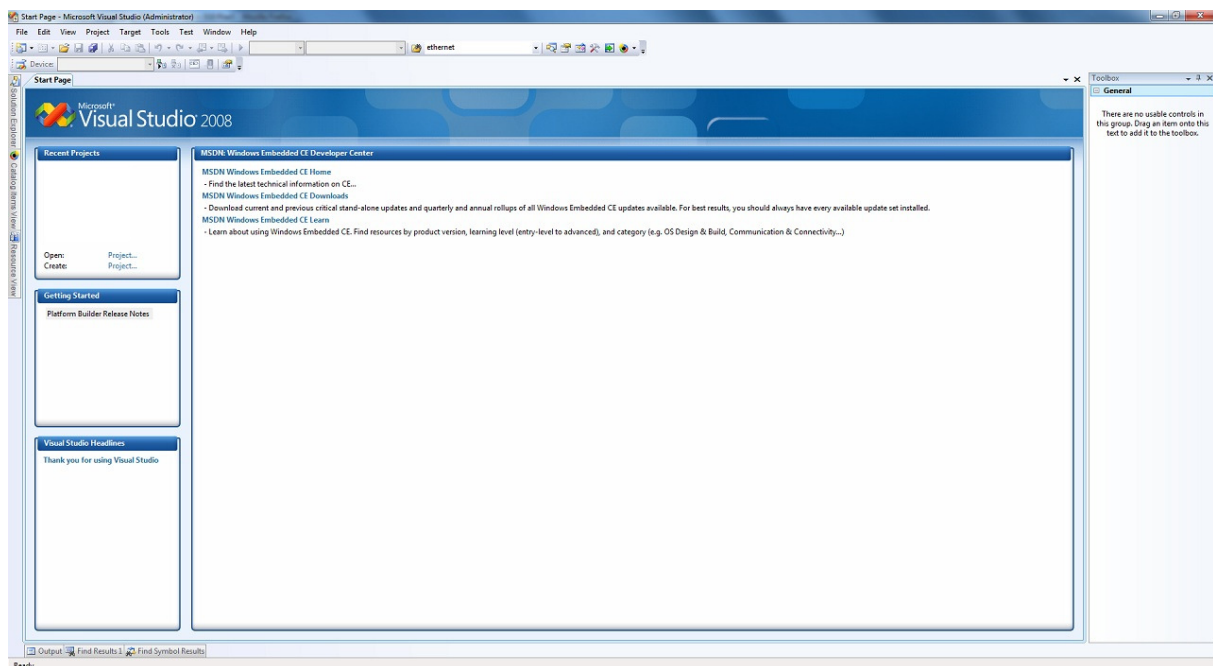 Start Page - Microsoft Visual Studio (Administrator)
File Edit View Project Target Tools Test Window Help
ethernet
Device:
Start Page
Toolbox
General
There are no usable controls in
this group. Drag an item onto this
text to add it to the toolbox.
Solution Explorer
Catalog Items View
Resource View
Microsoft
Visual Studio 2008
Recent Projects
Open: Project...
Create: Project...
Getting Started
Platform Builder Release Notes
Visual Studio Headlines
Thank you for using Visual Studio
MSDN: Windows Embedded CE Developer Center
MSDN Windows Embedded CE Home
- Find the latest technical information on CE...
MSDN Windows Embedded CE Downloads
- Download current and previous critical stand-alone updates and quarterly and annual rollups of all Windows Embedded CE updates available. For best results, you should always have every available update set installed.
MSDN Windows Embedded CE Learn
- Learn about using Windows Embedded CE. Find resources by product version, learning level (entry-level to advanced), and category (e.g. OS Design & Build, Communication & Connectivity...)
Output Find Results 1 Find Symbol Results
Ready